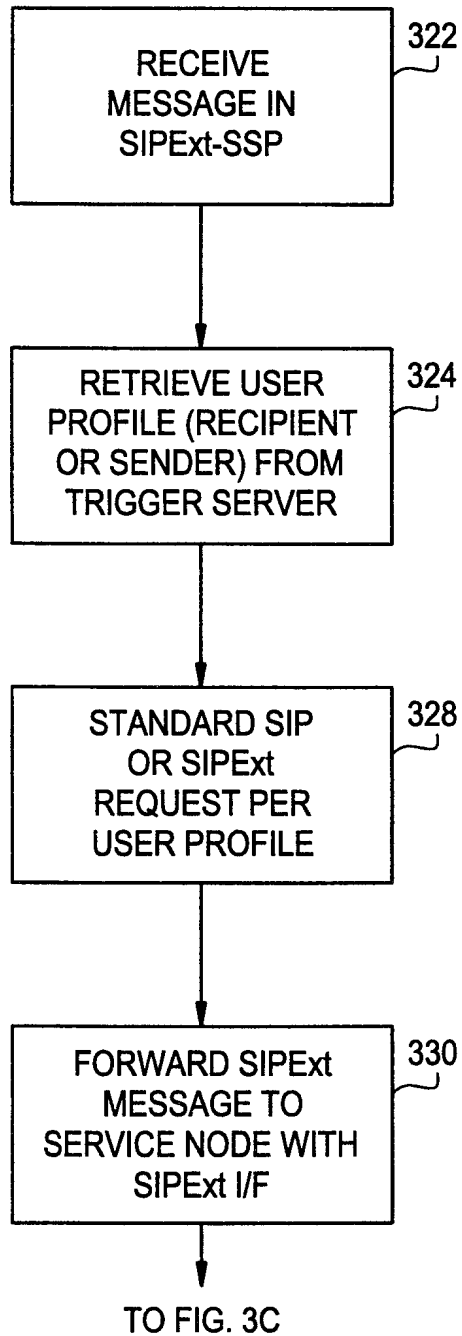 RECEIVE
MESSAGE IN
SIPExt-SSP
322
RETRIEVE USER
PROFILE (RECIPIENT
OR SENDER) FROM
TRIGGER SERVER
324
STANDARD SIP
OR SIPExt
REQUEST PER
USER PROFILE
328
FORWARD SIPExt
MESSAGE TO
SERVICE NODE WITH
SIPExt I/F
330
TO FIG. 3C